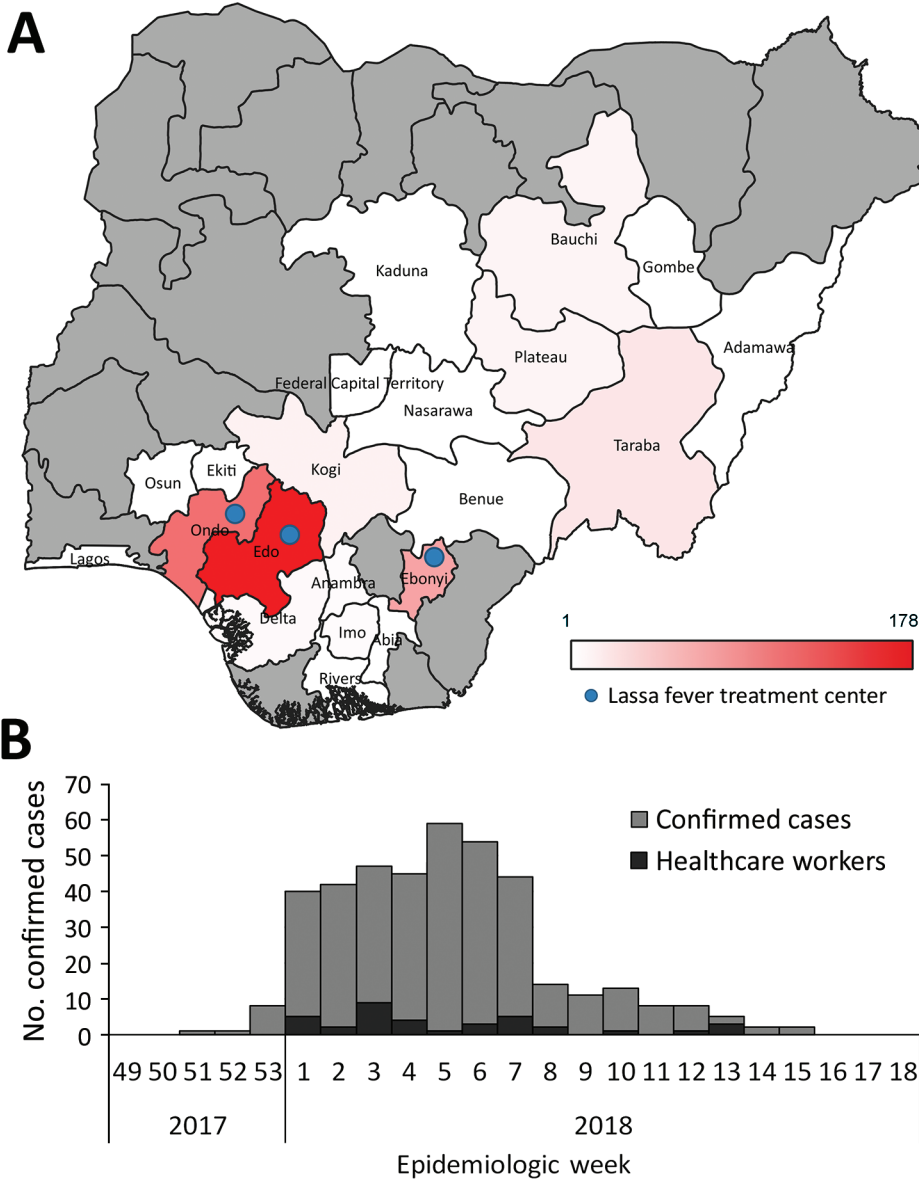 A
Bauchi
Gombe
Kaduna
Adamawa
Plateau
Federal Capital Territory
Nasarawa
Taraba
Kogi
Ekiti
Osun
Benue
Ondo
Edo
Lagos
Anambra
Ebonyi
Delta
Imo
Abia
Rivers
1 178
Lassa fever treatment center
B
No. confirmed cases
70
60
50
40
30
20
10
0
Confirmed cases
Healthcare workers
49 50 51 52 53 1 2 3 4 5 6 7 8 9 10 11 12 13 14 15 16 17 18
2017 2018
Epidemiologic week